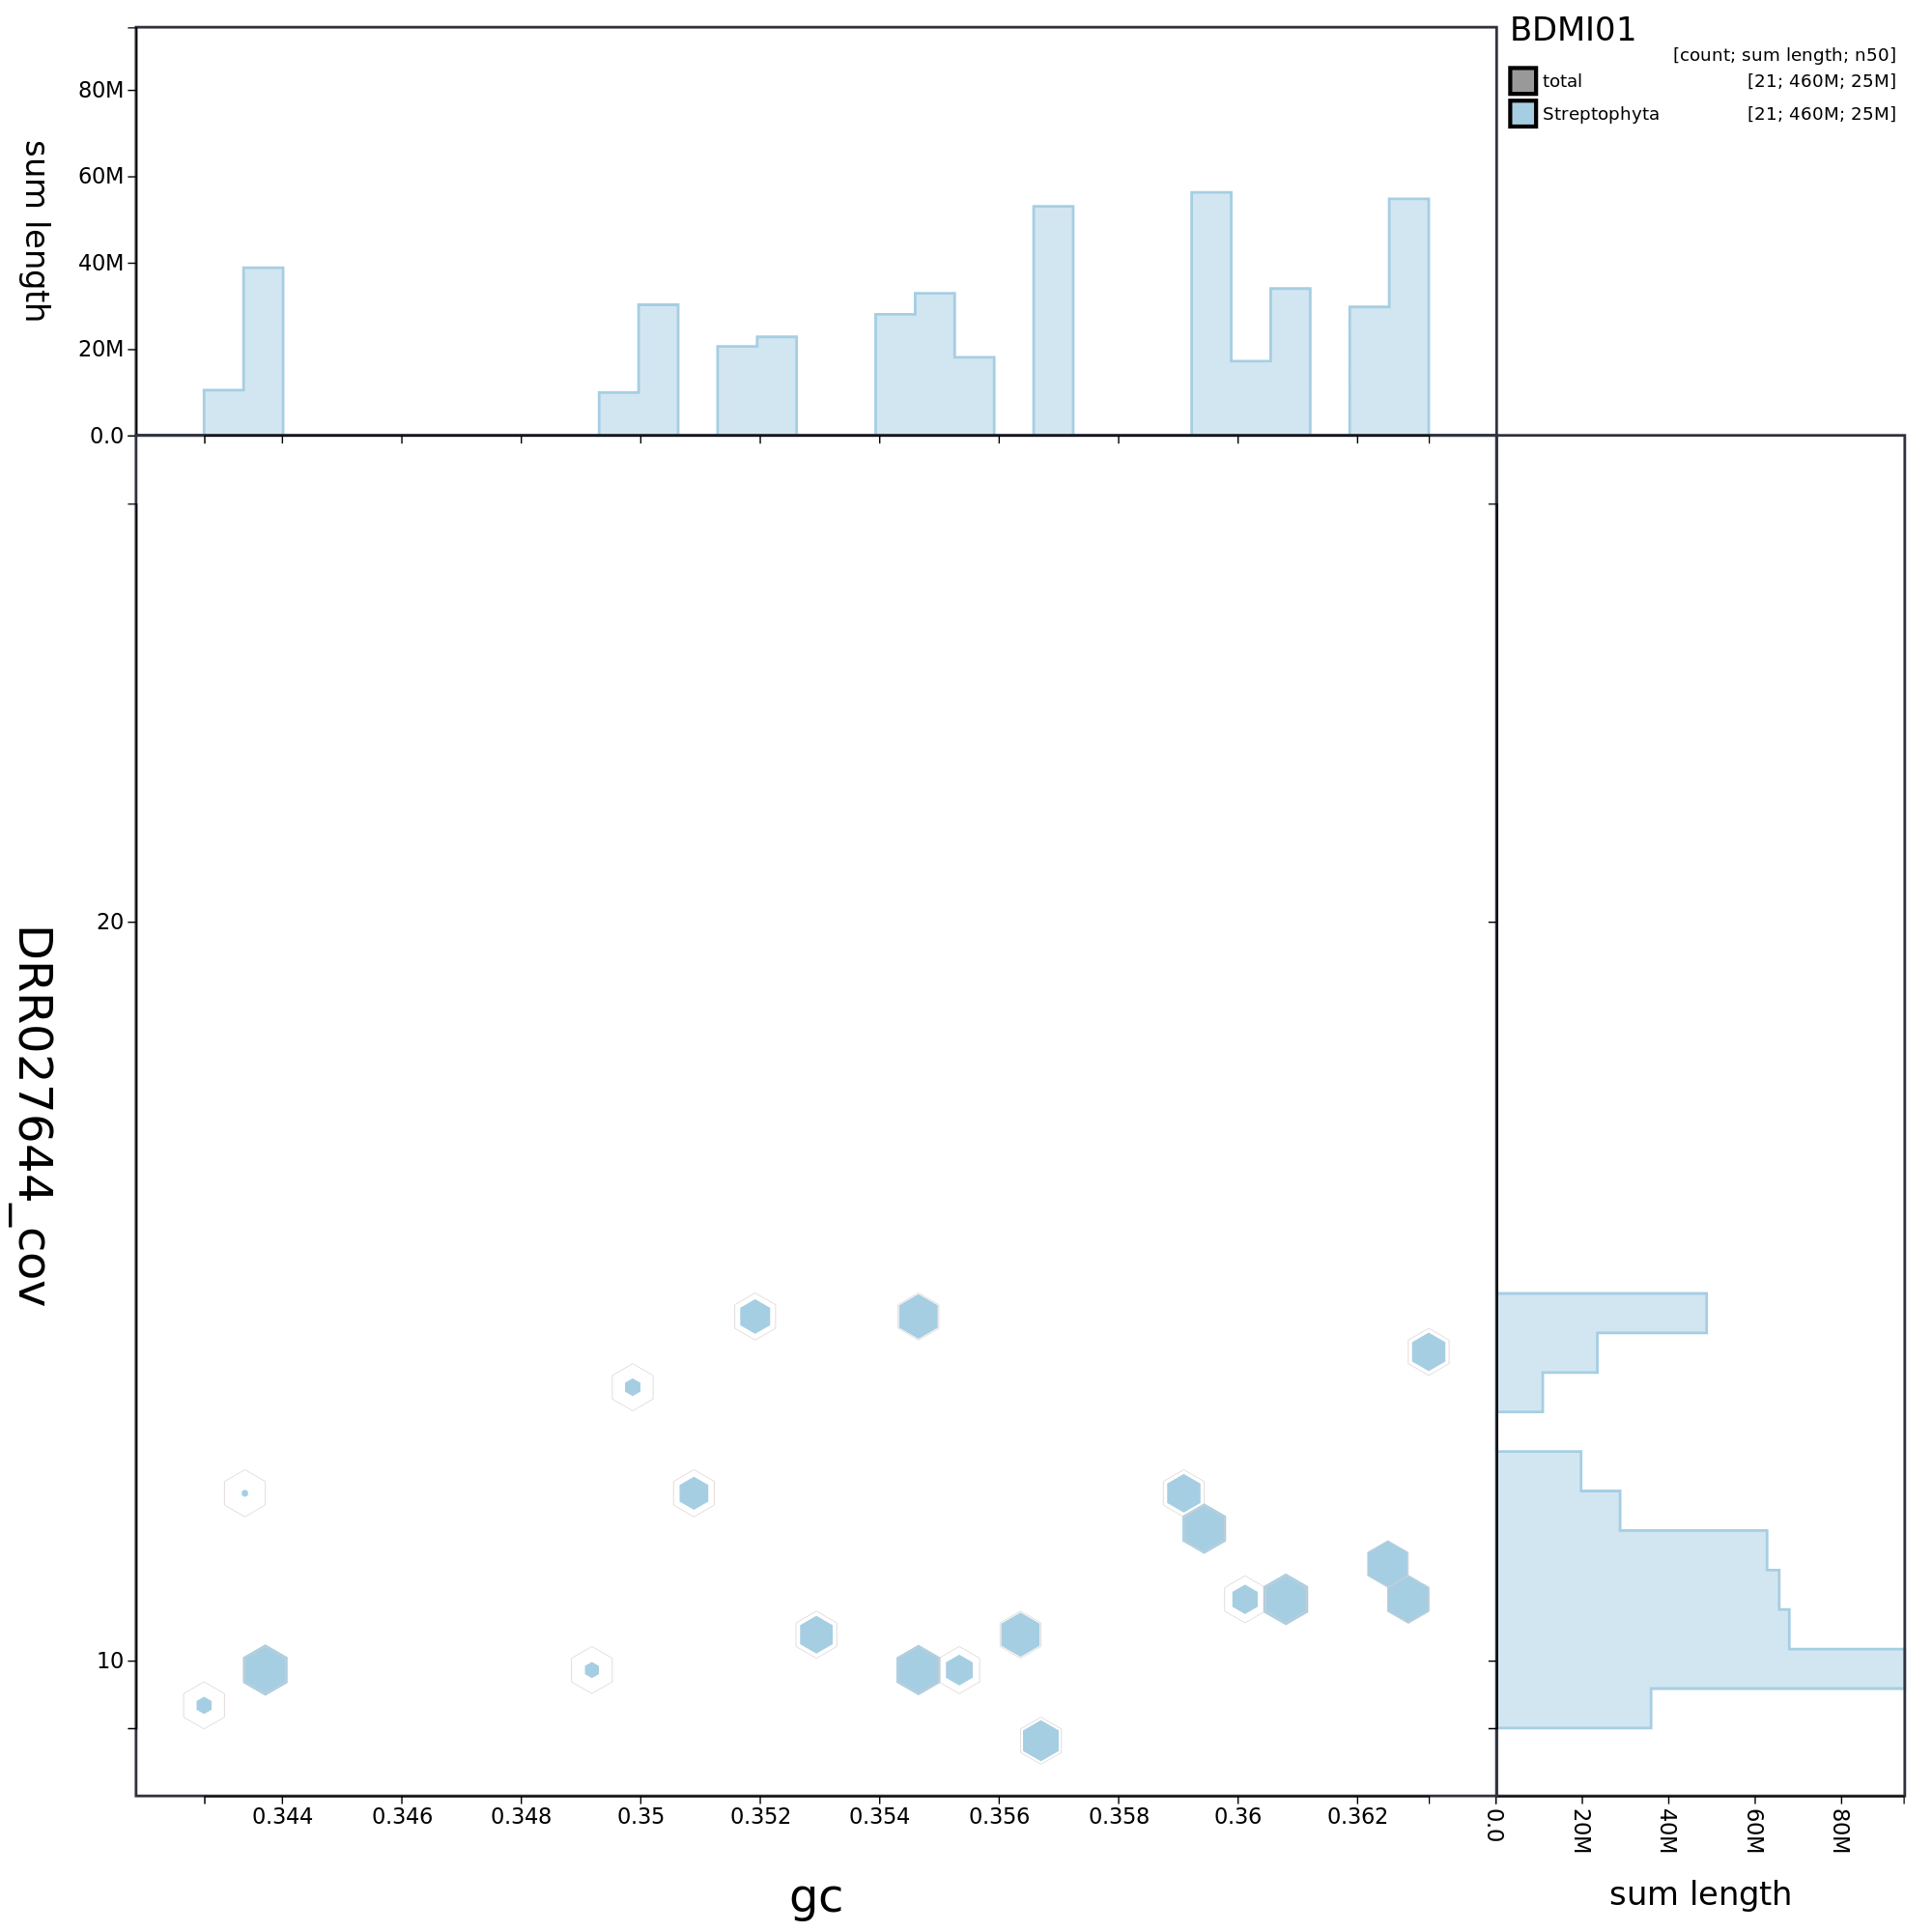 BDMI01
[count; sum length; n50]
total [21; 460M; 25M]
Streptophyta [21; 460M; 25M]
sum length
80M
60M
40M
20M
0.0
DRR027644_cov
20
10
0.344 0.346 0.348 0.35 0.352 0.354 0.356 0.358 0.36 0.362
gc
0.0 20M 40M 60M 80M
sum length